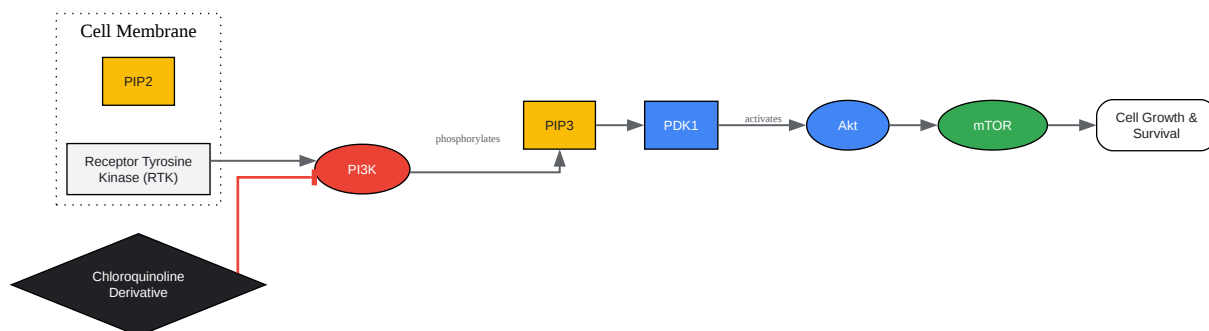 Cell Membrane
PIP2
Receptor Tyrosine
Kinase (RTK)
Chloroquinoline
Derivative
PI3K
phosphorylates
PIP3
PDK1
activates
Akt
mTOR
Cell Growth &
Survival